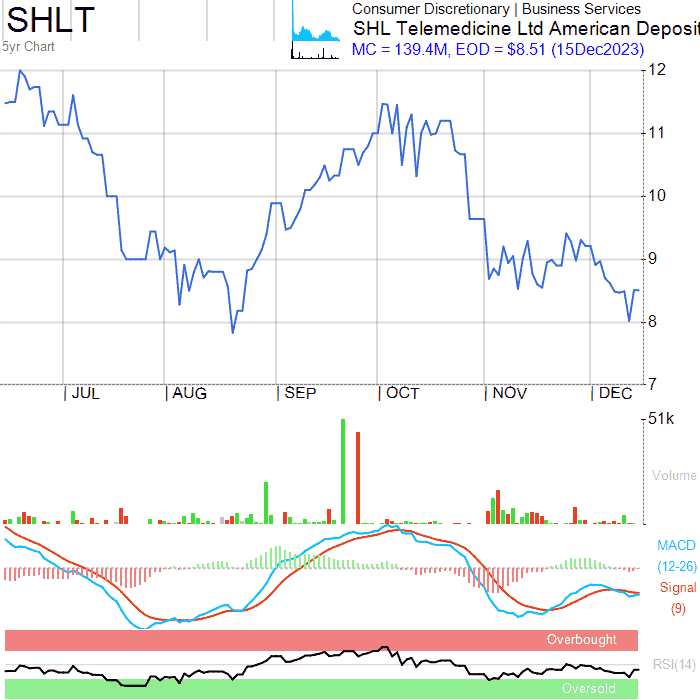 SHLT
5yr Chart
Consumer Discretionary | Business Services
SHL Telemedicine Ltd American Deposit
MC = 139.4M, EOD = $8.51 (15Dec2023)
12
11
10
9
8
7
JUL
AUG
SEP
OCT
NOV
DEC
51k
Volume
MACD
(12-26)
Signal
(9)
Overbought
RSI(14)
Oversold